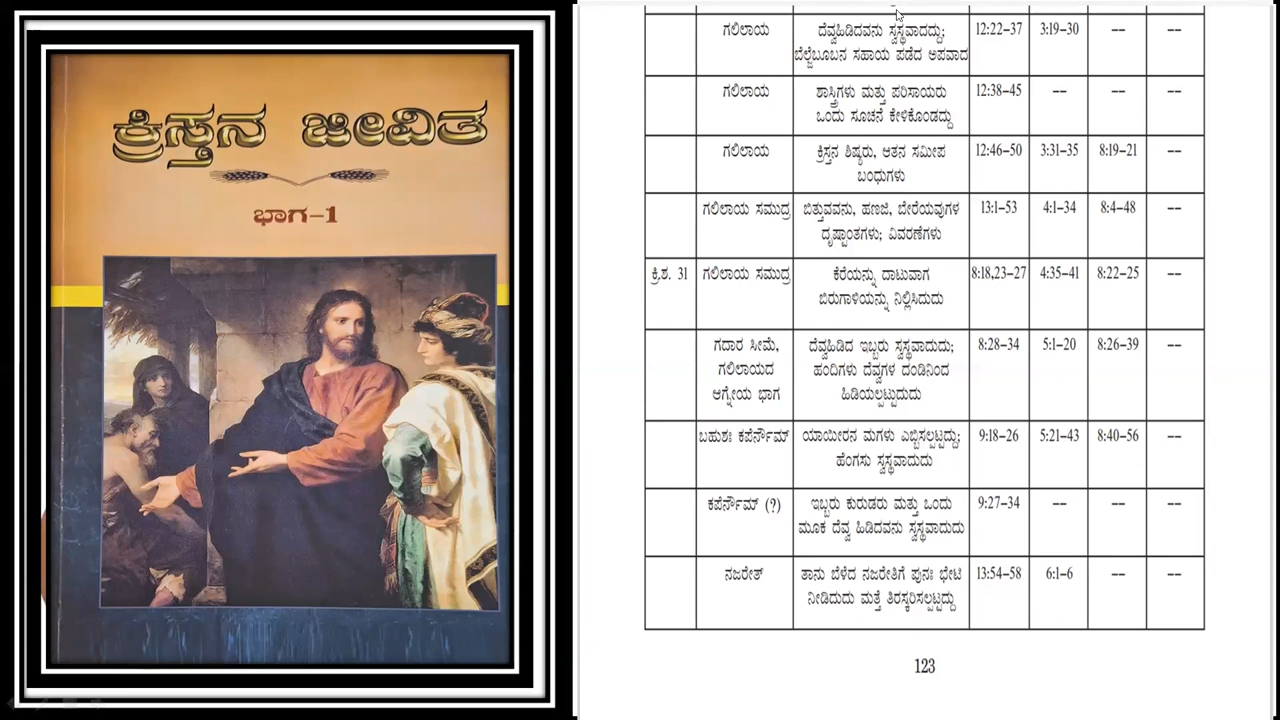 ಕ್ರಿಸ್ತನ ಜೀವಿತ
ಭಾಗ-1
ಗಲಿಲಾಯ ದೆವ್ವಹಿಡಿದವನು ಸ್ವಸ್ಥವಾದದ್ದು; 12:22–37 3:19–30 -- --
ಬೆಲ್ಜೆಬೂಬನ ಸಹಾಯ ಪಡೆದ ಅಪವಾದ
ಗಲಿಲಾಯ ಶಾಸ್ತ್ರಿಗಳು ಮತ್ತು ಪರಿಸಾಯರು 12:38–45 -- -- --
ಒಂದು ಸೂಚನೆ ಕೇಳಿಕೊಂಡದ್ದು
ಗಲಿಲಾಯ ಕ್ರಿಸ್ತನ ಶಿಷ್ಯರು, ಆತನ ಸಮೀಪ 12:46–50 3:31–35 8:19–21 --
ಬಂಧುಗಳು
ಗಲಿಲಾಯ ಸಮುದ್ರ ಬಿತ್ತುವವನು, ಹಣಜಿ, ಬೇರೆಯವುಗಳ 13:1–53 4:1–34 8:4–48 --
ದೃಷ್ಟಾಂತಗಳು; ವಿವರಣೆಗಳು
ಕ್ರಿ.ಶ. 31 ಗಲಿಲಾಯ ಸಮುದ್ರ ಕೆರೆಯನ್ನು ದಾಟುವಾಗ 8:18,23–27 4:35–41 8:22–25 --
ಬಿರುಗಾಳಿಯನ್ನು ನಿಲ್ಲಿಸಿದುದು
ಗದಾರ ಸೀಮೆ, ದೆವ್ವಹಿಡಿದ ಇಬ್ಬರು ಸ್ವಸ್ಥವಾದುದು; 8:28–34 5:1–20 8:26–39 --
ಗಲಿಲಾಯದ ಹಂದಿಗಳು ದೆವ್ವಗಳ ದಂಡಿನಿಂದ
ಆಗ್ನೇಯ ಭಾಗ ಹಿಡಿಯಲ್ಪಟ್ಟುದುದು
ಬಹುಶಃ ಕಪೆರ್ನೌಮ್ ಯಾಯೀರನ ಮಗಳು ಎಬ್ಬಿಸಲ್ಪಟ್ಟದ್ದು; 9:18–26 5:21–43 8:40–56 --
ಹೆಂಗಸು ಸ್ವಸ್ಥವಾದುದು
ಕಪೆರ್ನೌಮ್ (?) ಇಬ್ಬರು ಕುರುಡರು ಮತ್ತು ಒಂದು 9:27–34 -- -- --
ಮೂಕ ದೆವ್ವ ಹಿಡಿದವನು ಸ್ವಸ್ಥವಾದುದು
ನಜರೇತ್ ತಾನು ಬೆಳೆದ ನಜರೇತಿಗೆ ಪುನಃ ಭೇಟಿ 13:54–58 6:1–6 -- --
ನೀಡಿದುದು ಮತ್ತೆ ತಿರಸ್ಕರಿಸಲ್ಪಟ್ಟದ್ದು
123